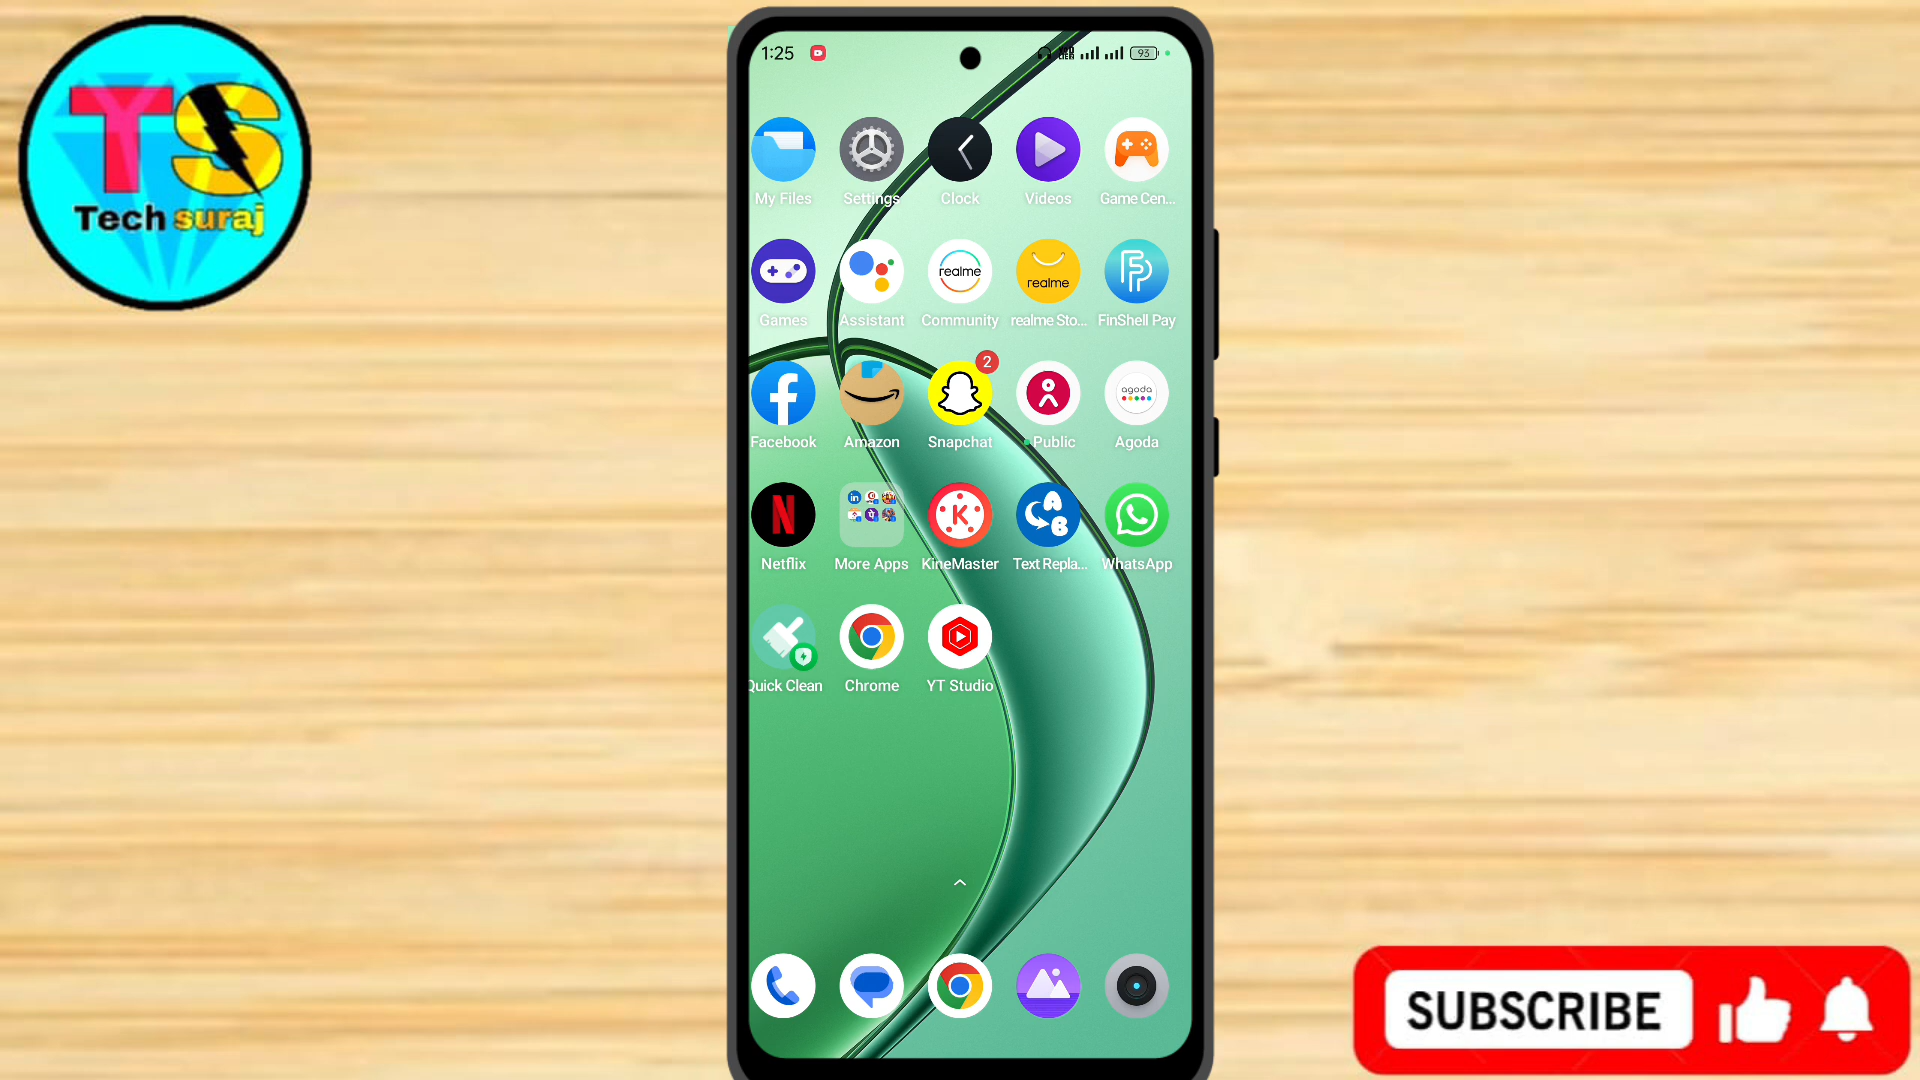 TS
Tech suraj
1:25
93
My Files Settings Clock Videos Game Cen...
realme realme
Games Assistant Community realme Sto... FinShell Pay
2
agoda
Facebook Amazon Snapchat Public Agoda
N in K A B
Netflix More Apps KineMaster Text Repla... WhatsApp
Quick Clean Chrome YT Studio
SUBSCRIBE